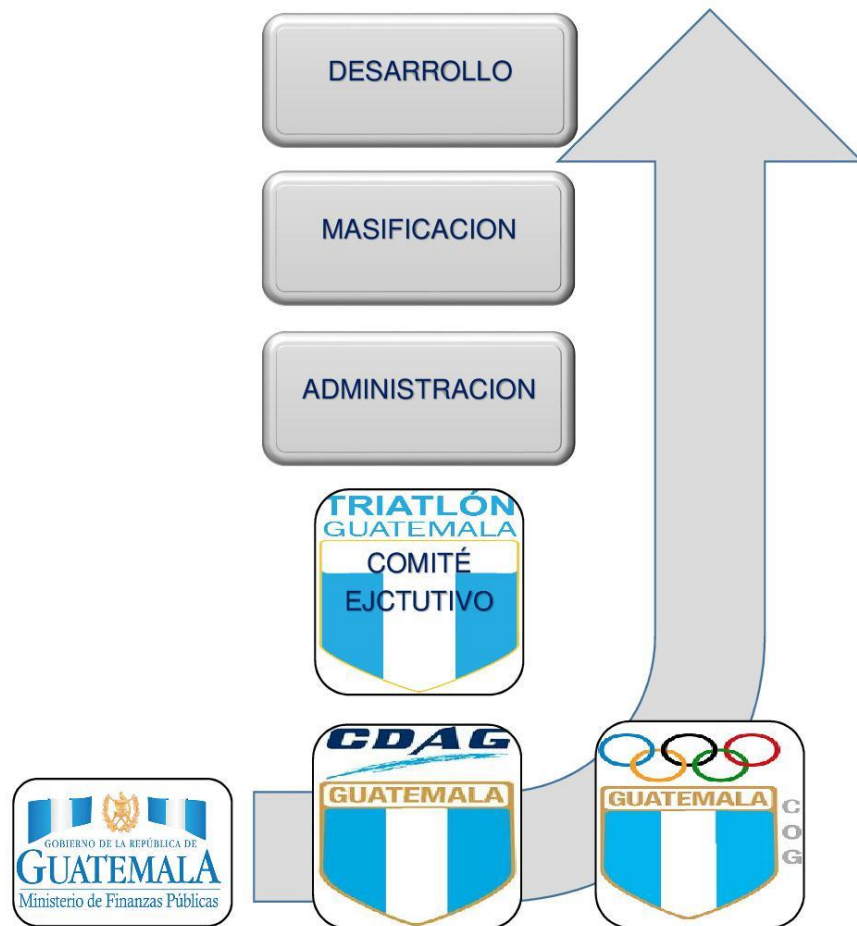 DESARROLLO
MASIFICACION
ADMINISTRACION
TRIATLÓN
GUATEMALA
COMITÉ
EJCTUTIVO
CDAG
GUATEMALA
GUATEMALA
COG
GOBIERNO DE LA REPÚBLICA DE
GUATEMALA
Ministerio de Finanzas Públicas